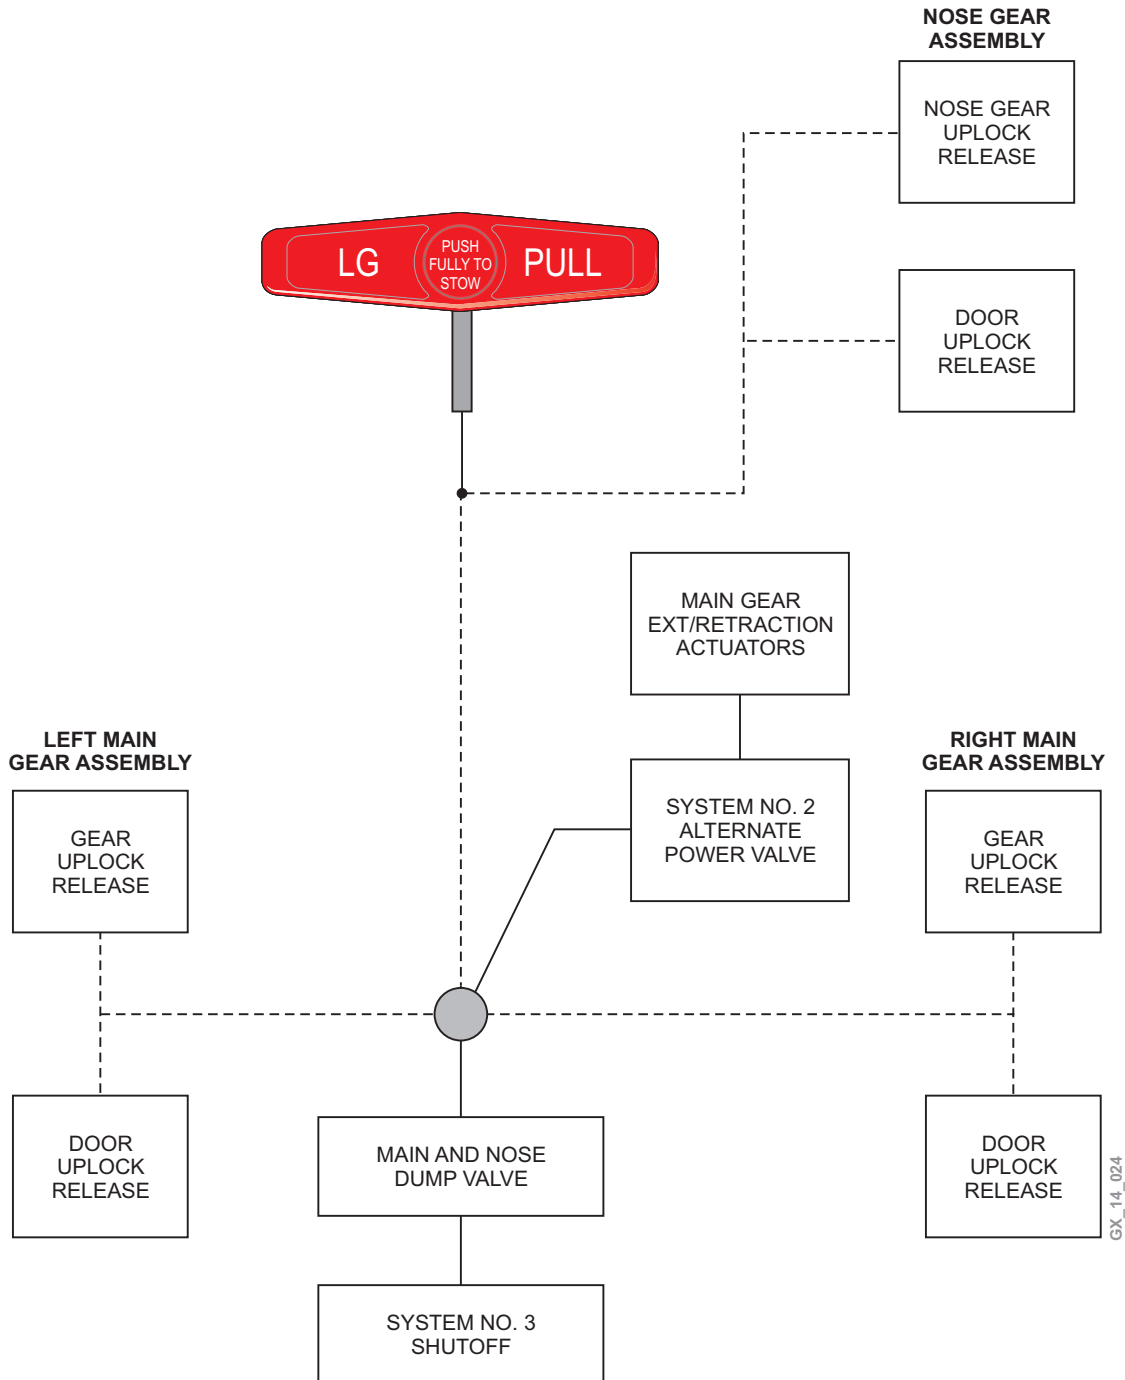 NOSE GEAR
ASSEMBLY
NOSE GEAR
UPLOCK
RELEASE
LG
PUSH
FULLY TO
STOW
PULL
DOOR
UPLOCK
RELEASE
MAIN GEAR
EXT/RETRACTION
ACTUATORS
LEFT MAIN
GEAR ASSEMBLY
RIGHT MAIN
GEAR ASSEMBLY
GEAR
UPLOCK
RELEASE
SYSTEM NO. 2
ALTERNATE
POWER VALVE
GEAR
UPLOCK
RELEASE
DOOR
UPLOCK
RELEASE
MAIN AND NOSE
DUMP VALVE
DOOR
UPLOCK
RELEASE
GX_14_024
SYSTEM NO. 3
SHUTOFF